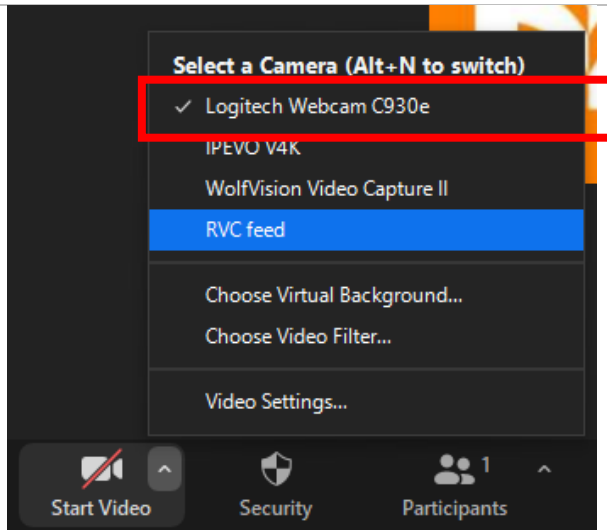 Select a Camera (Alt+N to switch)
✓ Logitech Webcam C930e
IPEVO V4K
WolfVision Video Capture II
RVC feed
Choose Virtual Background...
Choose Video Filter...
Video Settings...
Start Video
Security
Participants 1